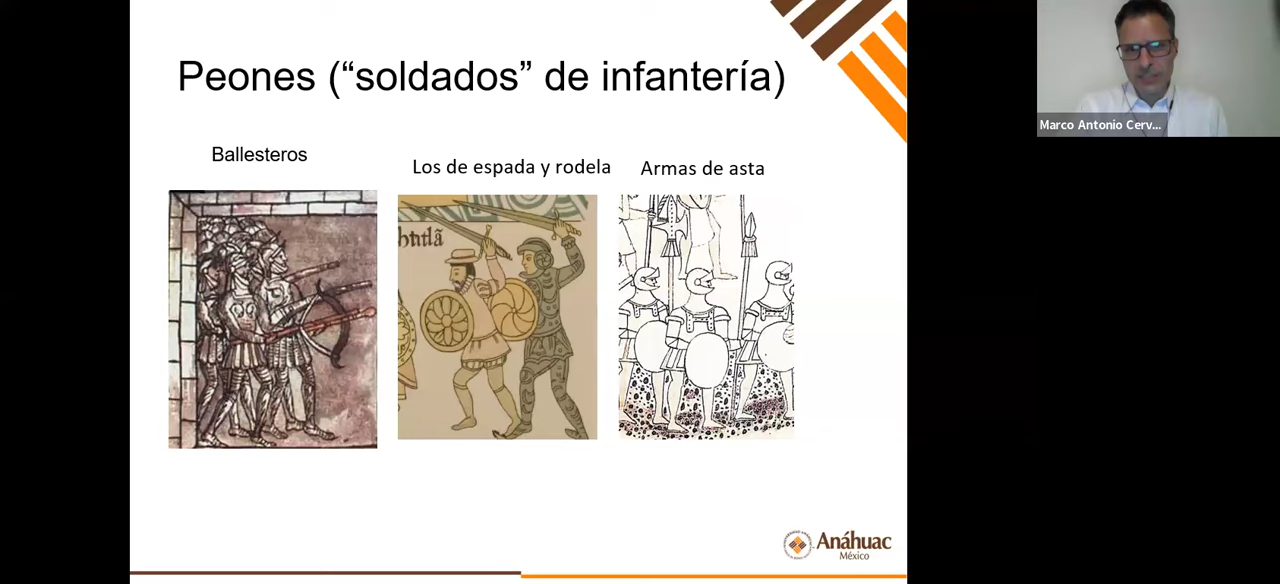 Peones (“soldados” de infantería)
Ballesteros
Los de espada y rodela
Armas de asta
Marco Antonio Cerv...
Anáhuac
México